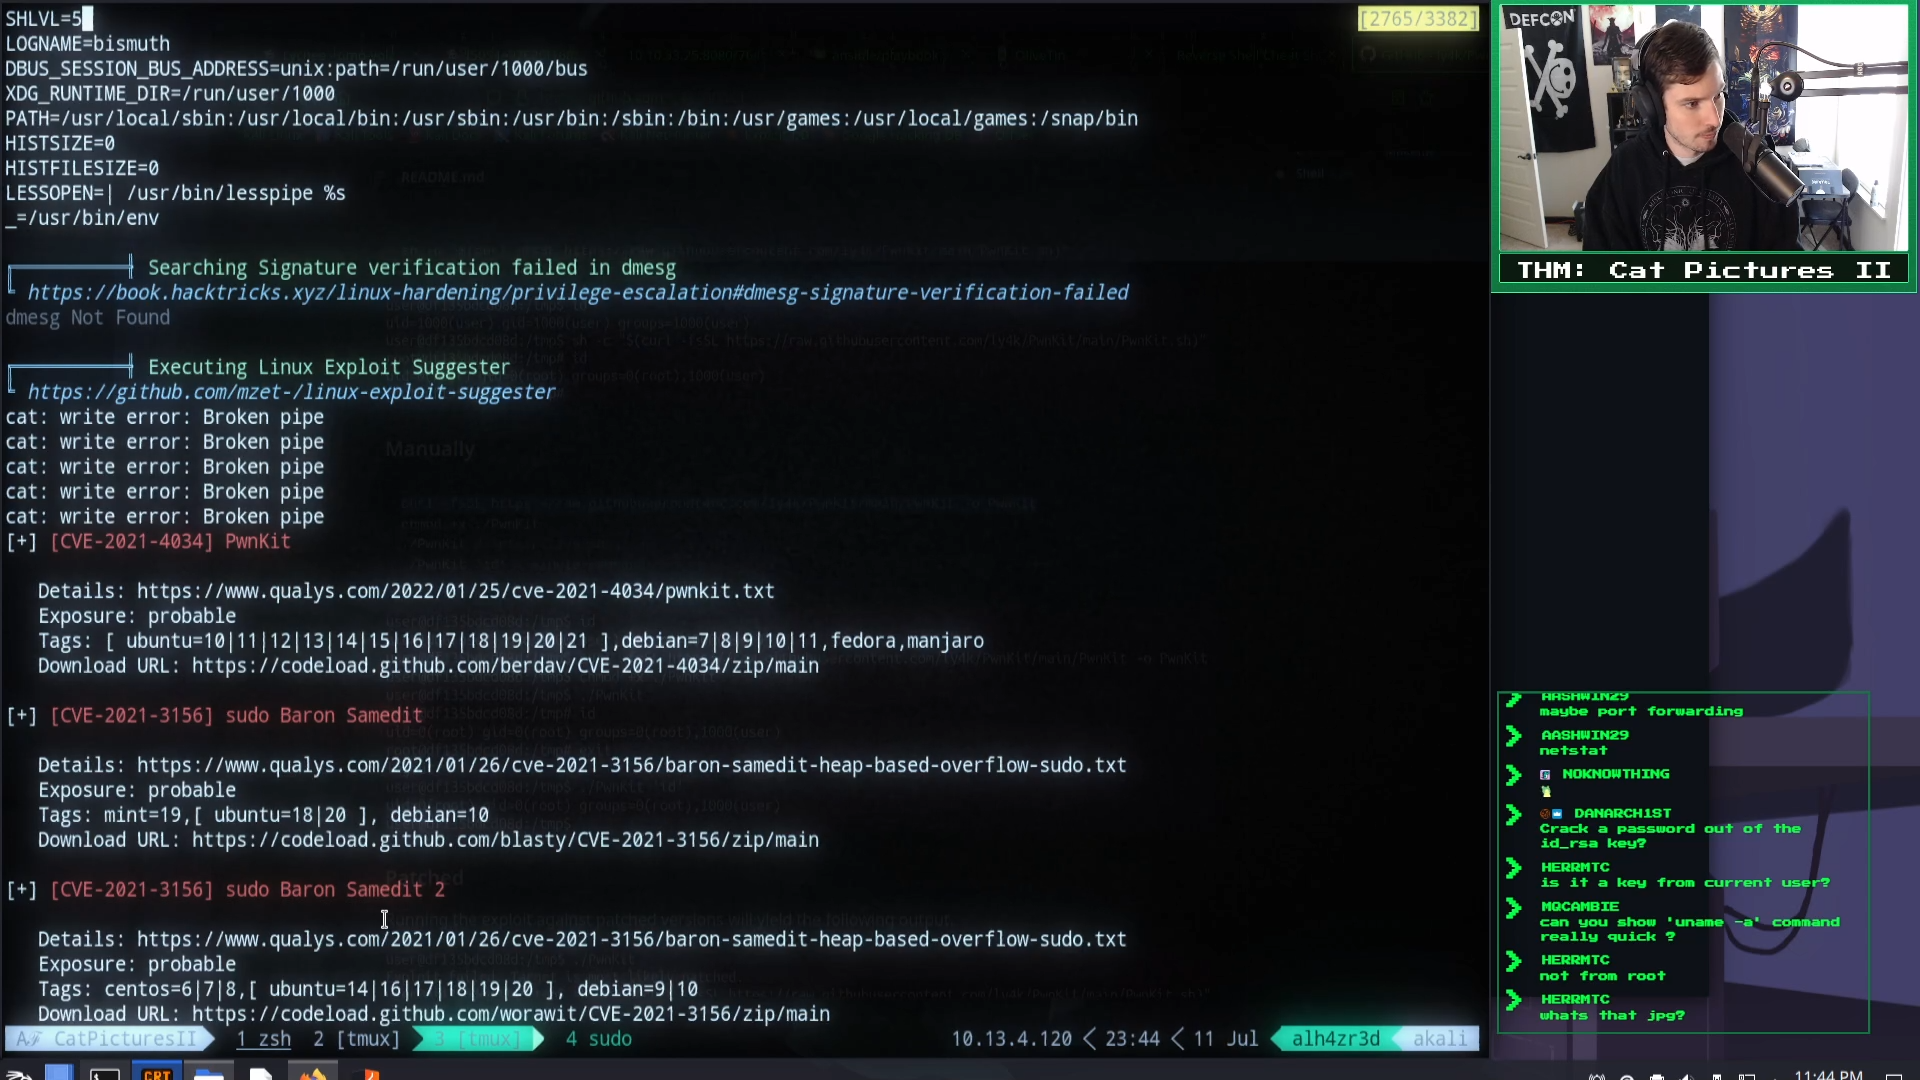 SHLVL=5
[2765/3382]
LOGNAME=bismuth
DBUS_SESSION_BUS_ADDRESS=unix:path=/run/user/1000/bus
XDG_RUNTIME_DIR=/run/user/1000
PATH=/usr/local/sbin:/usr/local/bin:/usr/sbin:/usr/bin:/sbin:/bin:/usr/games:/usr/local/games:/snap/bin
HISTSIZE=0
HISTFILESIZE=0
LESSOPEN=| /usr/bin/lesspipe %s
_=/usr/bin/env
README.md
Searching Signature verification failed in dmesg
https://book.hacktricks.xyz/linux-hardening/privilege-escalation#dmesg-signature-verification-failed
dmesg Not Found
Executing Linux Exploit Suggester
https://github.com/mzet-/linux-exploit-suggester
cat: write error: Broken pipe
cat: write error: Broken pipe
Manually
cat: write error: Broken pipe
cat: write error: Broken pipe
cat: write error: Broken pipe
[+] [CVE-2021-4034] PwnKit
Details: https://www.qualys.com/2022/01/25/cve-2021-4034/pwnkit.txt
Exposure: probable
Tags: [ ubuntu=10|11|12|13|14|15|16|17|18|19|20|21 ],debian=7|8|9|10|11,fedora,manjaro
Download URL: https://codeload.github.com/berdav/CVE-2021-4034/zip/main
[+] [CVE-2021-3156] sudo Baron Samedit
Details: https://www.qualys.com/2021/01/26/cve-2021-3156/baron-samedit-heap-based-overflow-sudo.txt
Exposure: probable
Tags: mint=19,[ ubuntu=18|20 ], debian=10
Download URL: https://codeload.github.com/blasty/CVE-2021-3156/zip/main
Patched
[+] [CVE-2021-3156] sudo Baron Samedit 2
Details: https://www.qualys.com/2021/01/26/cve-2021-3156/baron-samedit-heap-based-overflow-sudo.txt
Exposure: probable
Tags: centos=6|7|8,[ ubuntu=14|16|17|18|19|20 ], debian=9|10
Download URL: https://codeload.github.com/worawit/CVE-2021-3156/zip/main
CatPicturesII 1 zsh 2 [tmux] 3 [tmux] 4 sudo 10.13.4.120 < 23:44 < 11 Jul alh4zr3d akali
11:44 PM
DEFCON
THM: Cat Pictures II
AASHWIN29
maybe port forwarding
AASHWIN29
netstat
NOKNOWTHING
DANARCH1ST
Crack a password out of the
id_rsa key?
HERRMTC
is it a key from current user?
MQCAMBIE
can you show 'uname -a' command
really quick ?
HERRMTC
not from root
HERRMTC
whats that jpg?